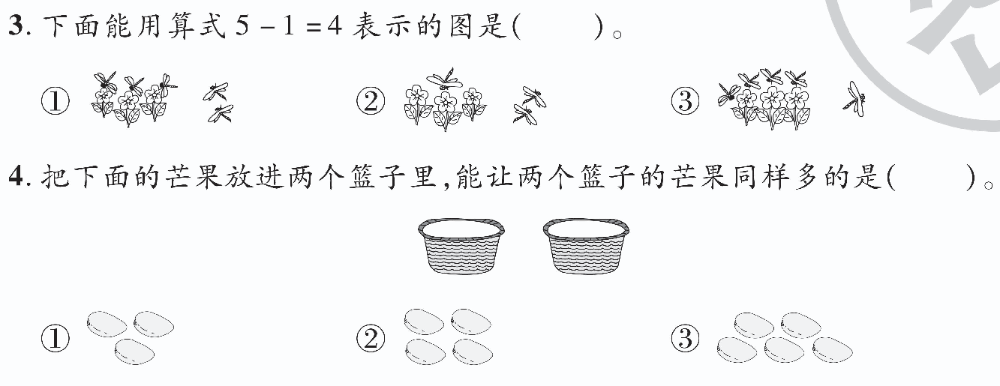 3. 下面能用算式 5 - 1 = 4 表示的图是(  )。
① ② ③
4. 把下面的芒果放进两个篮子里,能让两个篮子的芒果同样多的是(  )。
① ② ③